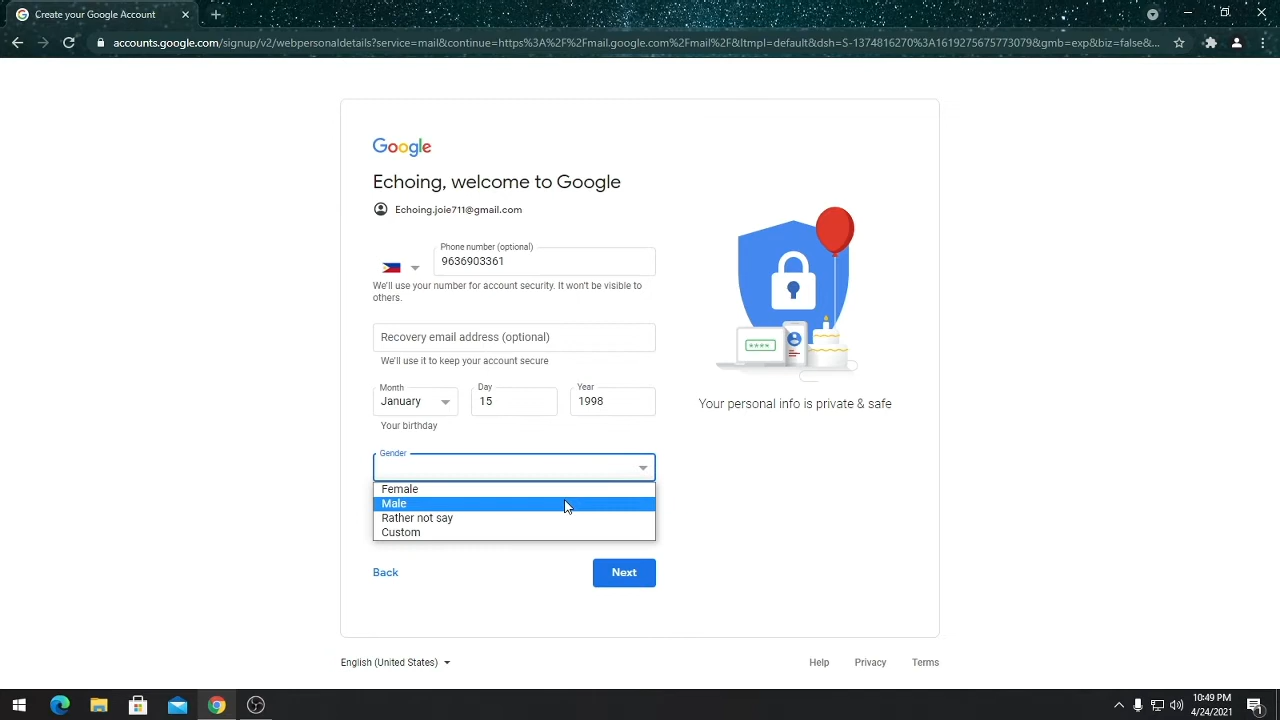 Create your Google Account
accounts.google.com/signup/v2/webpersonaldetails?service=mail&continue=https%3A%2F%2Fmail.google.com%2Fmail%2F&ltmpl=default&dsh=S-1374816270%3A1619275675773079&gmb=exp&biz=false&...
Google
Echoing, welcome to Google
Echoing.joie711@gmail.com
Phone number (optional)
9636903361
We'll use your number for account security. It won't be visible to
others.
Recovery email address (optional)
We'll use it to keep your account secure
Month Day Year
January 15 1998
Your birthday
Gender
Female
Male
Rather not say
Custom
Back Next
****
Your personal info is private & safe
English (United States) Help Privacy Terms
10:49 PM
4/24/2021
1